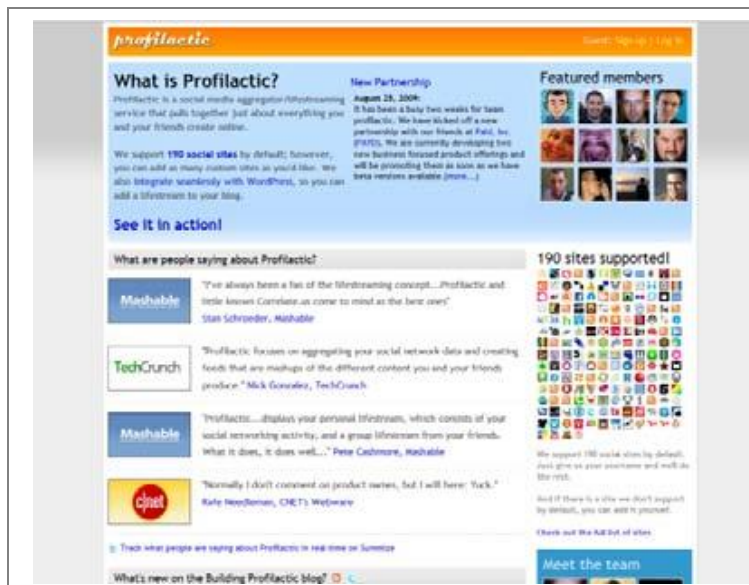 profilactic
Guest: Sign up | Log in
What is Profilactic?
Profilactic is a social media aggregator/lifestreaming
service that pulls together just about everything you
and your friends create online.
We support 190 social sites by default; however,
you can add as many custom sites as you'd like. We
also integrate seamlessly with WordPress, so you can
add a lifestream to your blog.
See it in action!
New Partnership
August 25, 2009:
It has been a busy two weeks for team
profilactic. We have kicked off a new
partnership with our friends at Inc.
We are currently developing two
new business focused product offerings and
will be promoting them as soon as we have
beta versions available (more...)
Featured members
What are people saying about Profilactic?
Mashable
"I've always been a fan of the lifestreaming concept...Profilactic and
little known Correlate.us come to mind as the best ones"
Stan Schroeder, Mashable
TechCrunch
"Profilactic focuses on aggregating your social network data and creating
feeds that are mashups of the different content you and your friends
produce." Nick Gonzalez, TechCrunch
Mashable
"Profilactic...displays your personal lifestream, which consists of your
social networking activity, and a group lifestream from your friends.
What it does, it does well..." Pete Cashmore, Mashable
c|net
"Normally I don't comment on product names, but I will here: Yuck."
Rafe Needleman, CNET's Webware
Track what people are saying about Profilactic in real-time on Summize
What's new on the Building Profilactic blog?
190 sites supported!
We support 190 social sites by default.
Just give us your username and we'll do
the rest.
And if there is a site we don't support
by default, you can add it yourself.
Check out the full list of sites
Meet the team